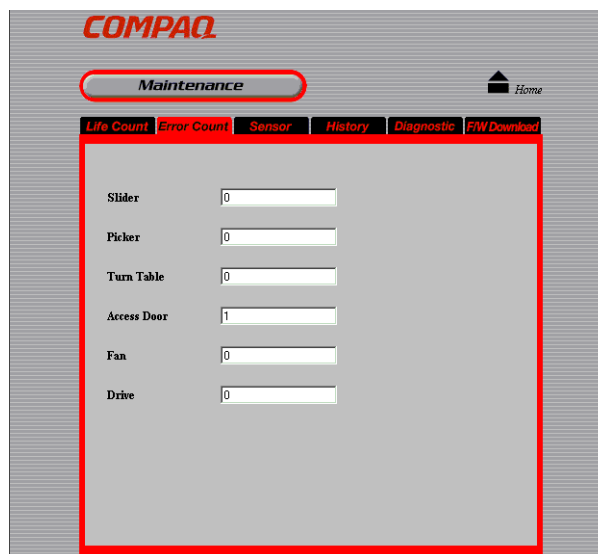 COMPAQ
Maintenance
Home
Life Count Error Count Sensor History Diagnostic F/W Download
Slider 0
Picker 0
Turn Table 0
Access Door 1
Fan 0
Drive 0